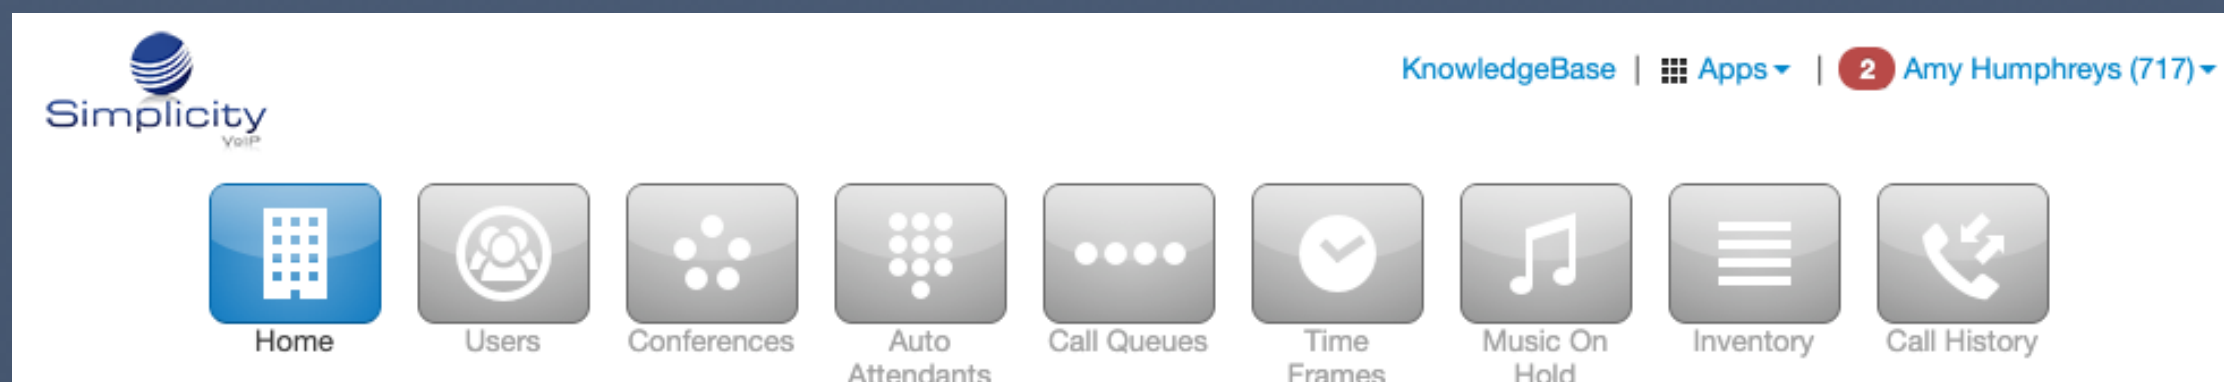 Simplicity
VoIP
KnowledgeBase | Apps | 2 Amy Humphreys (717)
Home
Users
Conferences
Auto
Attendants
Call Queues
Time
Frames
Music On
Hold
Inventory
Call History